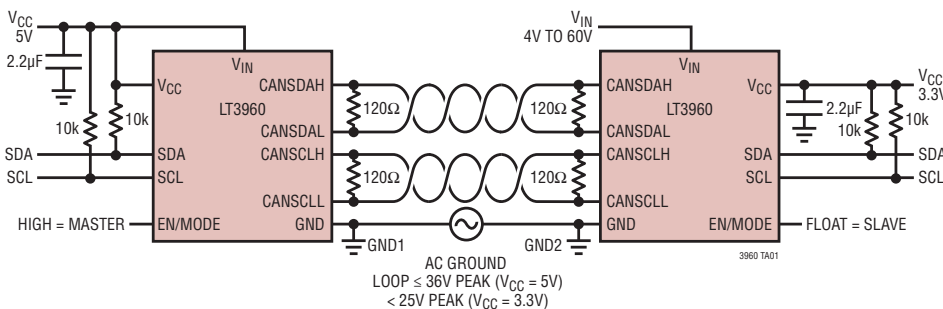 VCC
5V
2.2µF
10k
10k
SDA
SCL
HIGH = MASTER
VIN
VCC
LT3960
SDA
SCL
EN/MODE
CANSDAH
CANSDAL
CANSCLH
CANSCLL
GND
120Ω
120Ω
GND1
AC GROUND
LOOP ≤ 36V PEAK (VCC = 5V)
< 25V PEAK (VCC = 3.3V)
120Ω
120Ω
GND2
VIN
4V TO 60V
VIN
CANSDAH
LT3960
CANSDAL
CANSCLH
CANSCLL
GND
VCC
SDA
SCL
EN/MODE
VCC
3.3V
2.2µF
10k
10k
SDA
SCL
FLOAT = SLAVE
3960 TA01